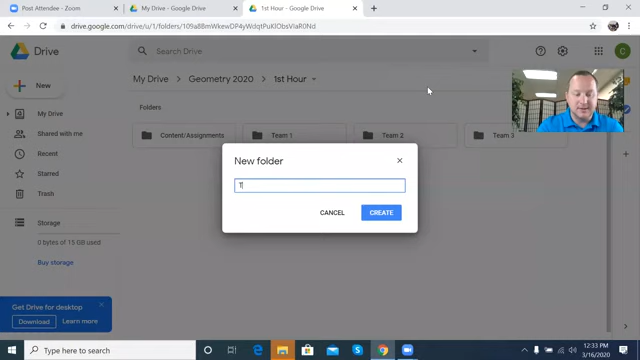 Post Attendee - Zoom
My Drive - Google Drive
1st Hour - Google Drive
drive.google.com/drive/u/1/folders/109a8BmWkewDP4yWdqtPuKlObsVlaR0Nd
Drive
Search Drive
C
New
My Drive
Geometry 2020
1st Hour
Folders
My Drive
Shared with me
Recent
Starred
Trash
Content/Assignments
Team 1
Team 2
Team 3
New folder
T
CANCEL
CREATE
Storage
0 bytes of 15 GB used
Buy storage
Get Drive for desktop
Download
Learn more
Type here to search
12:33 PM
3/16/2020